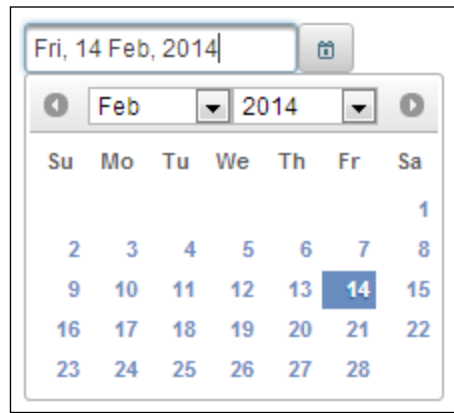 Fri, 14 Feb, 2014
Feb 2014
Su Mo Tu We Th Fr Sa
1
2 3 4 5 6 7 8
9 10 11 12 13 14 15
16 17 18 19 20 21 22
23 24 25 26 27 28